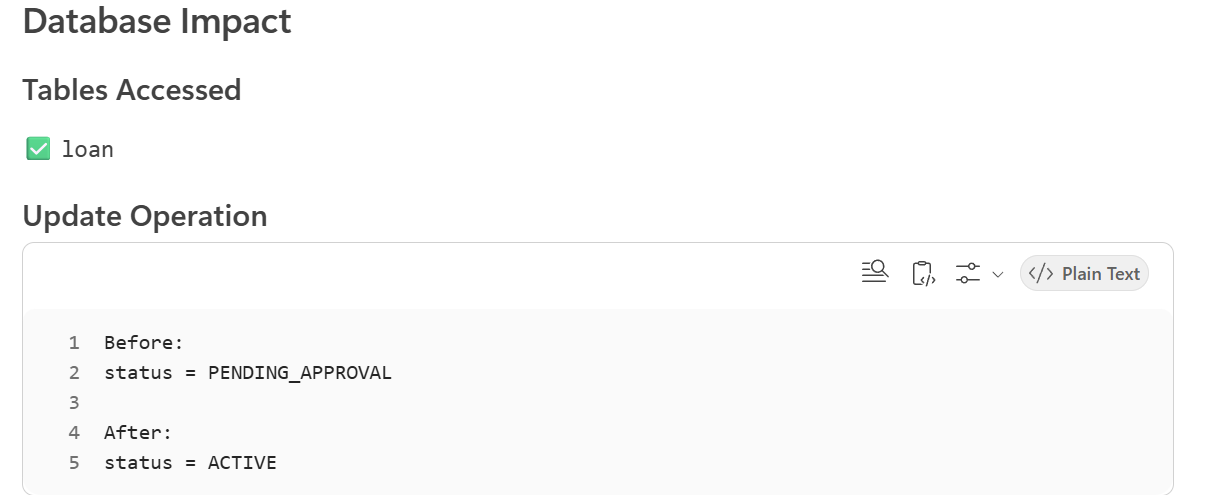 Database Impact
Tables Accessed
✅ loan
Update Operation
</> Plain Text
1 Before:
2 status = PENDING_APPROVAL
3
4 After:
5 status = ACTIVE